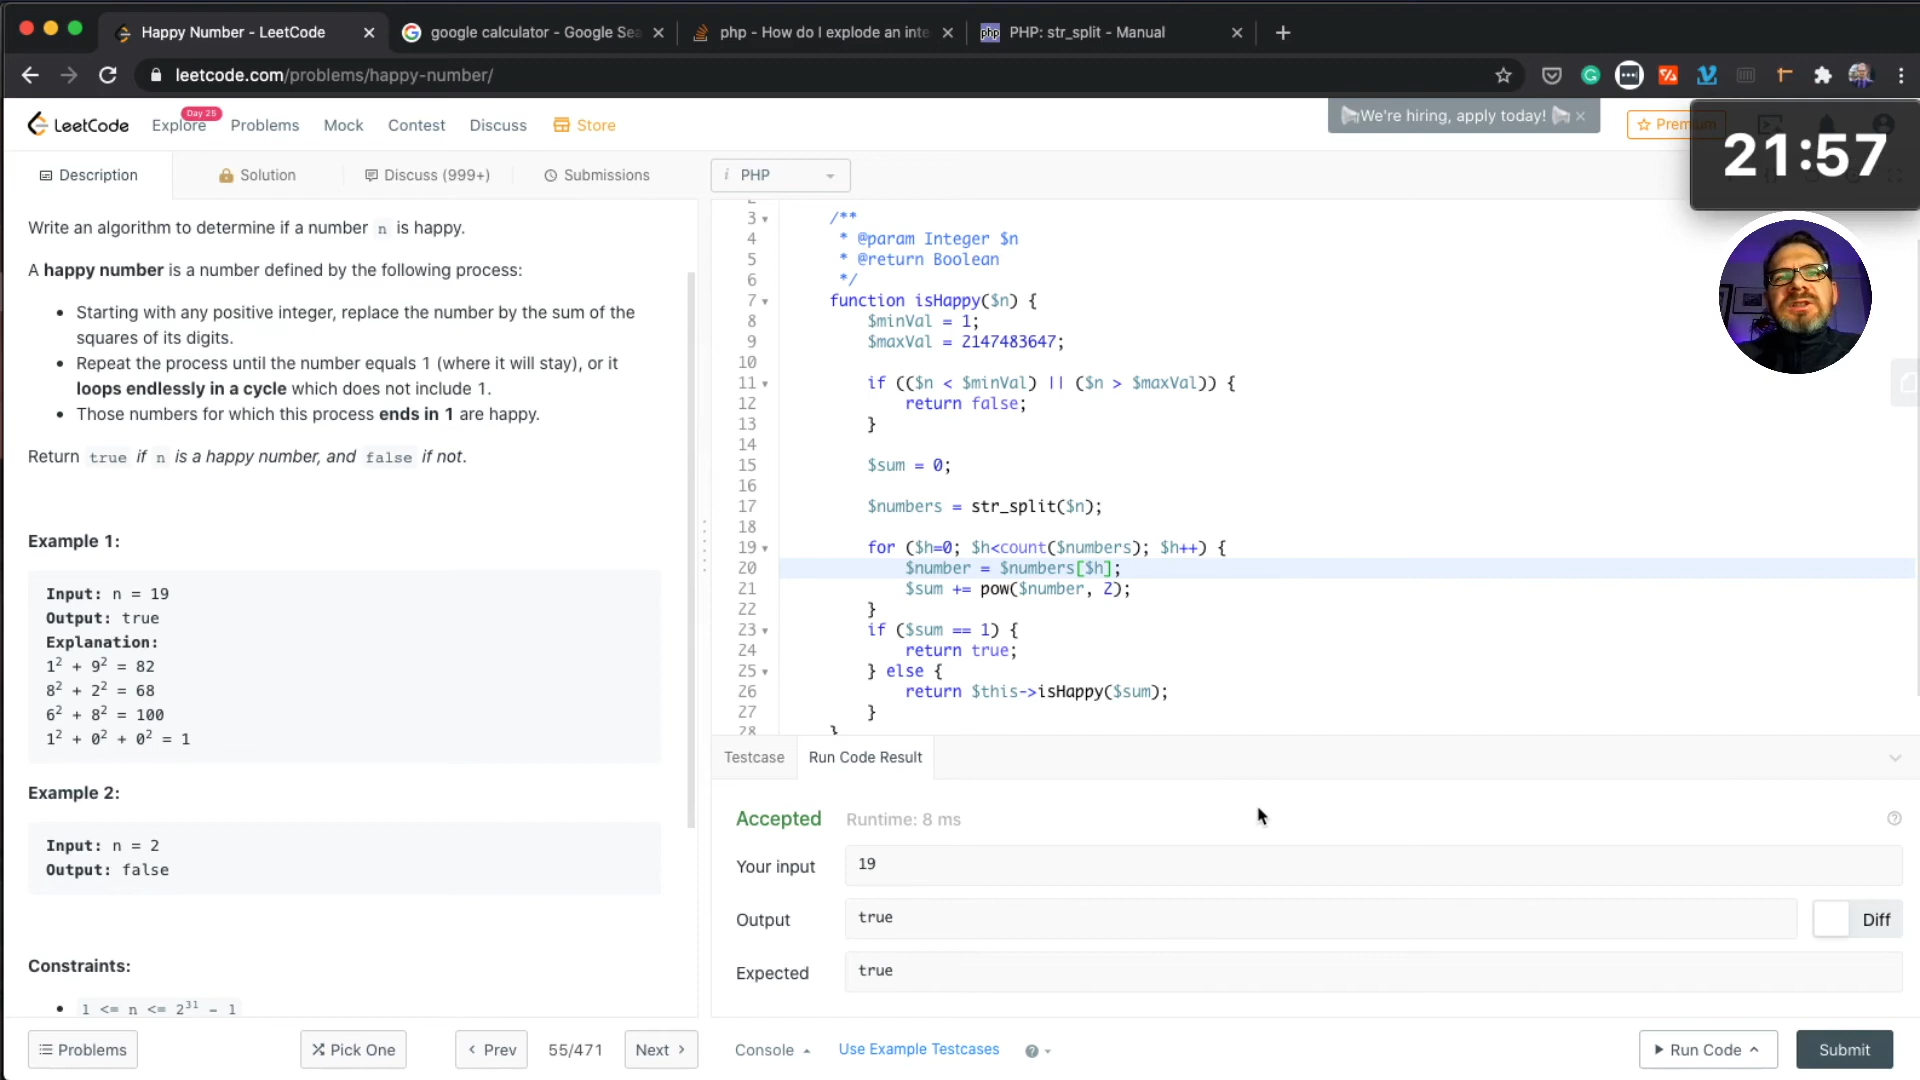 Happy Number - LeetCode
google calculator - Google Sea
php - How do I explode an inte
PHP: str_split - Manual
leetcode.com/problems/happy-number/
LeetCode
Explore
Day 25
Problems
Mock
Contest
Discuss
Store
We're hiring, apply today!
Premium
21:57
Description
Solution
Discuss (999+)
Submissions
i PHP
Write an algorithm to determine if a number n is happy.
A happy number is a number defined by the following process:
• Starting with any positive integer, replace the number by the sum of the
squares of its digits.
• Repeat the process until the number equals 1 (where it will stay), or it
loops endlessly in a cycle which does not include 1.
• Those numbers for which this process ends in 1 are happy.
Return true if n is a happy number, and false if not.
Example 1:
Input: n = 19
Output: true
Explanation:
1² + 9² = 82
8² + 2² = 68
6² + 8² = 100
1² + 0² + 0² = 1
Example 2:
Input: n = 2
Output: false
Constraints:
• 1 <= n <= 2³¹ - 1
2
3 /**
4 * @param Integer $n
5 * @return Boolean
6 */
7 function isHappy($n) {
8 $minVal = 1;
9 $maxVal = 2147483647;
10
11 if (($n < $minVal) || ($n > $maxVal)) {
12 return false;
13 }
14
15 $sum = 0;
16
17 $numbers = str_split($n);
18
19 for ($h=0; $h<count($numbers); $h++) {
20 $number = $numbers[$h];
21 $sum += pow($number, 2);
22 }
23 if ($sum == 1) {
24 return true;
25 } else {
26 return $this->isHappy($sum);
27 }
28 }
Testcase
Run Code Result
Accepted
Runtime: 8 ms
Your input
19
Output
true
Diff
Expected
true
Problems
Pick One
Prev
55/471
Next
Console
Use Example Testcases
Run Code
Submit